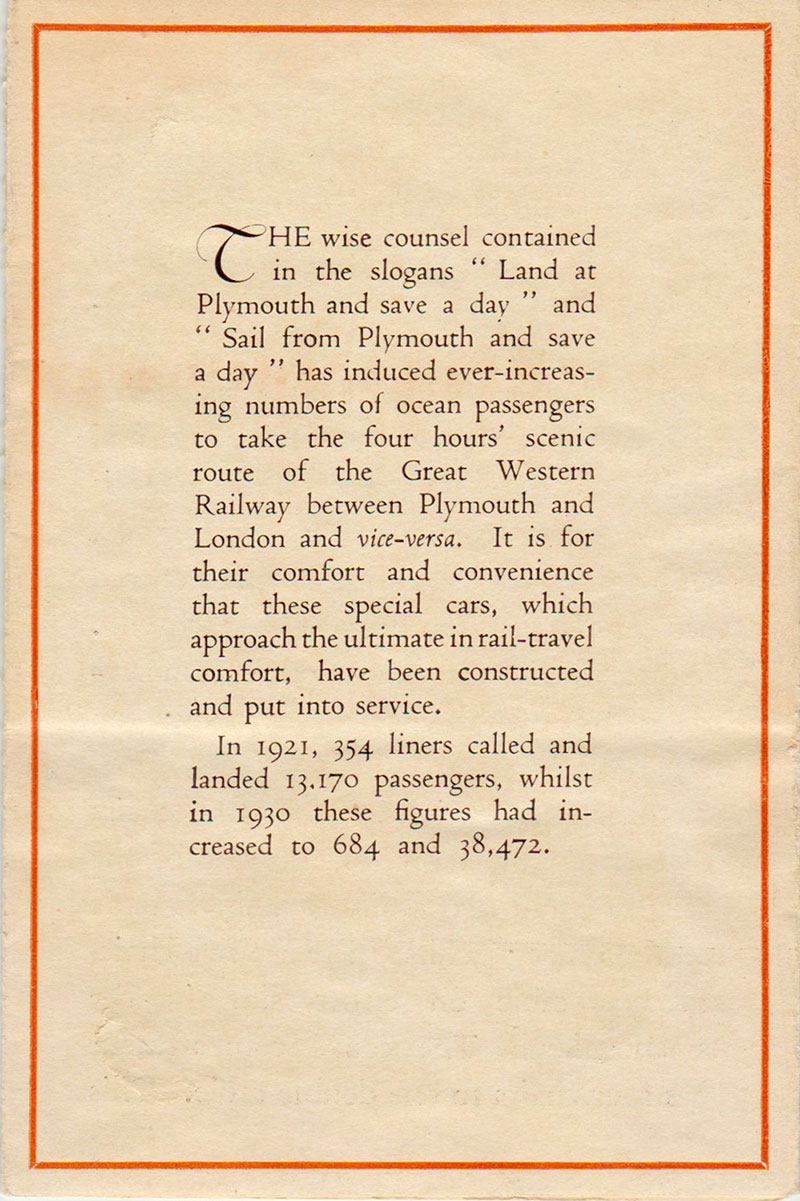 THE wise counsel contained
in the slogans “ Land at
Plymouth and save a day ” and
“ Sail from Plymouth and save
a day ” has induced ever-increas-
ing numbers of ocean passengers
to take the four hours’ scenic
route of the Great Western
Railway between Plymouth and
London and vice-versa. It is for
their comfort and convenience
that these special cars, which
approach the ultimate in rail-travel
comfort, have been constructed
and put into service.
In 1921, 354 liners called and
landed 13,170 passengers, whilst
in 1930 these figures had in-
creased to 684 and 38,472.